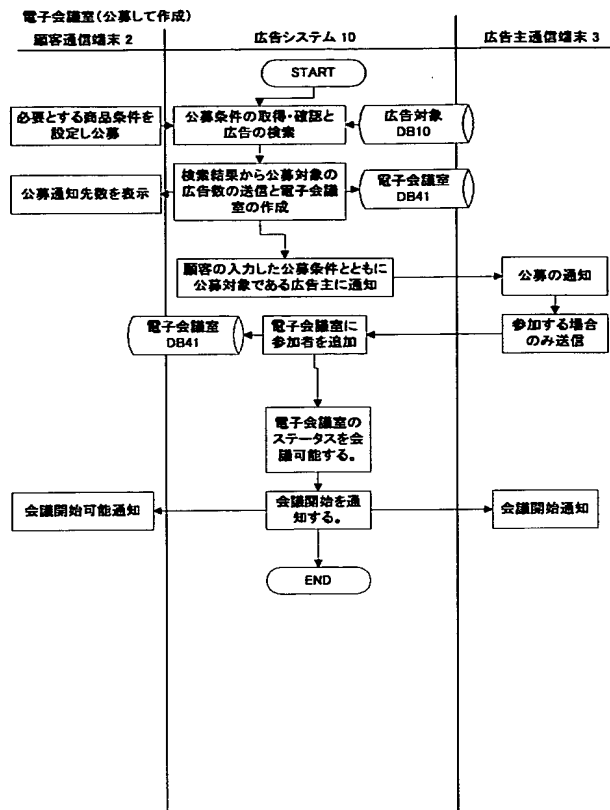 電子会議室(公募して作成)
顧客通信端末 2
広告システム 10
広告主通信端末 3
START
必要とする商品条件を
設定し公募
公募条件の取得・確認と
広告の検索
広告対象
DB10
公募通知先数を表示
検索結果から公募対象の
広告数の送信と電子会議
室の作成
電子会議室
DB41
顧客の入力した公募条件とともに
公募対象である広告主に通知
公募の通知
電子会議室
DB41
電子会議室に
参加者を追加
参加する場合
のみ送信
電子会議室の
ステータスを会
議可能する。
会議開始可能通知
会議開始を通
知する。
会議開始通知
END